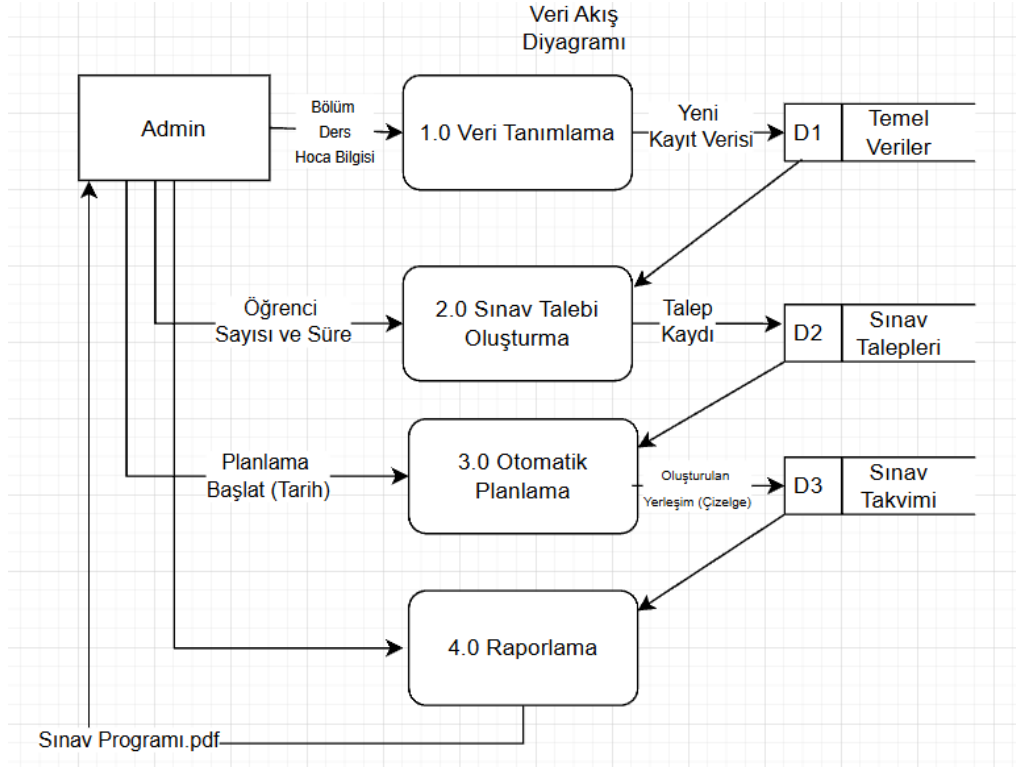 Veri Akış
Diyagramı
Admin
Bölüm
Ders
Hoca Bilgisi
1.0 Veri Tanımlama
Yeni
Kayıt Verisi
D1
Temel
Veriler
Öğrenci
Sayısı ve Süre
2.0 Sınav Talebi
Oluşturma
Talep
Kaydı
D2
Sınav
Talepleri
Planlama
Başlat (Tarih)
3.0 Otomatik
Planlama
Oluşturulan
Yerleşim (Çizelge)
D3
Sınav
Takvimi
4.0 Raporlama
Sınav Programı.pdf